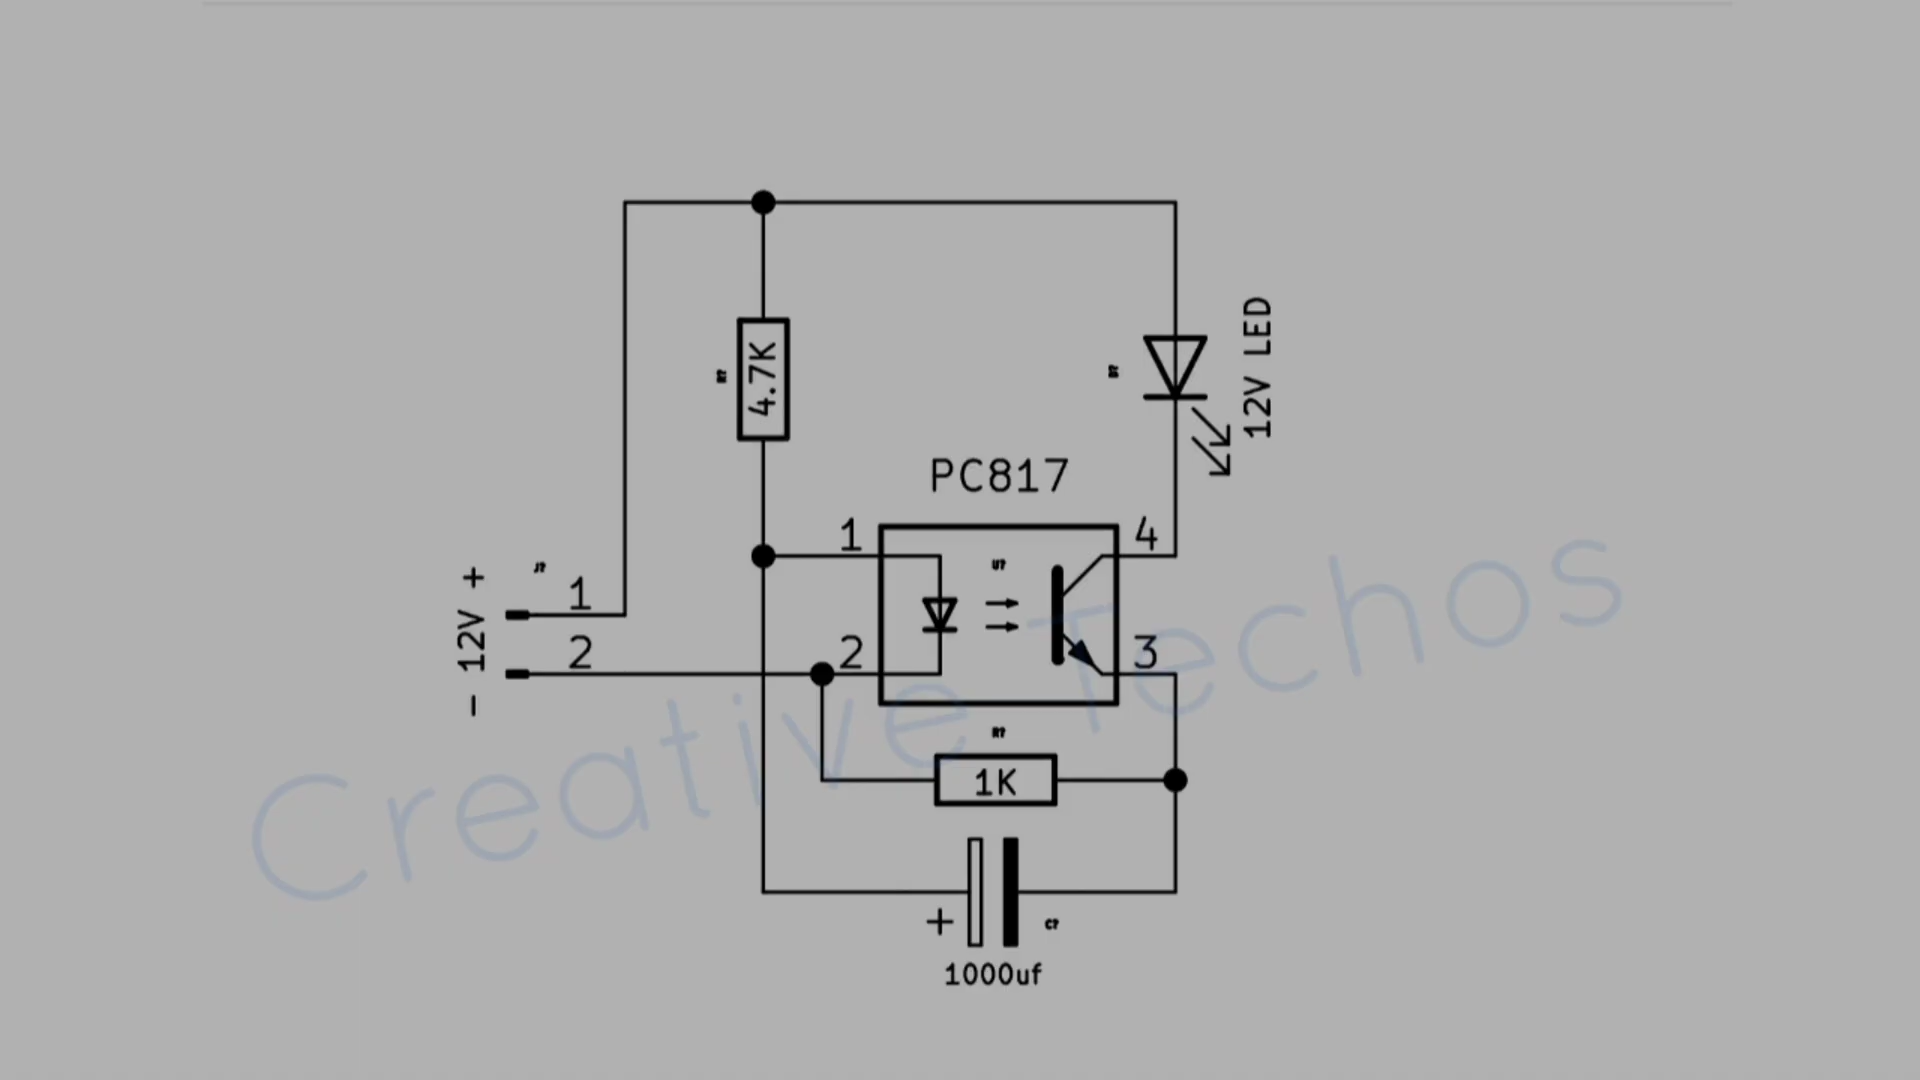 12V LED
4.7K
R?
D?
PC817
1
4
U?
J?
+
1
12V
2
2
3
-
R?
1K
+
C?
1000uf
Creative Techos